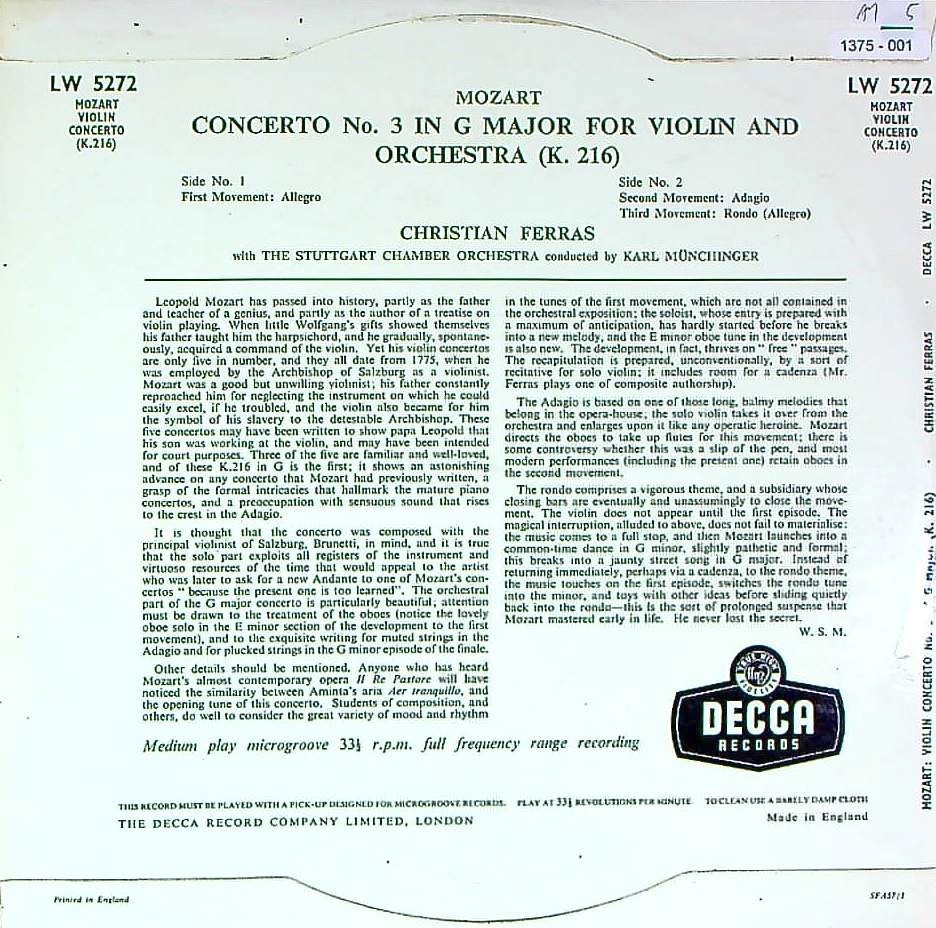 M 5
1375 - 001
LW 5272
MOZART
VIOLIN
CONCERTO
(K.216)
LW 5272
MOZART
VIOLIN
CONCERTO
(K.216)
MOZART
CONCERTO No. 3 IN G MAJOR FOR VIOLIN AND
ORCHESTRA (K. 216)
Side No. 1
First Movement: Allegro
Side No. 2
Second Movement: Adagio
Third Movement: Rondo (Allegro)
CHRISTIAN FERRAS
with THE STUTTGART CHAMBER ORCHESTRA conducted by KARL MÜNCHINGER
Leopold Mozart has passed into history, partly as the father
and teacher of a genius, and partly as the author of a treatise on
violin playing. When little Wolfgang's gifts showed themselves
his father taught him the harpsichord, and he gradually, spontane-
ously, acquired a command of the violin. Yet his violin concertos
are only five in number, and they all date from 1775, when he
was employed by the Archbishop of Salzburg as a violinist.
Mozart was a good but unwilling violinist; his father constantly
reproached him for neglecting the instrument on which he could
easily excel, if he troubled, and the violin also became for him
the symbol of his slavery to the detestable Archbishop. These
five concertos may have been written to show papa Leopold that
his son was working at the violin, and may have been intended
for court purposes. Three of the five are familiar and well-loved,
and of these K.216 in G is the first; it shows an astonishing
advance on any concerto that Mozart had previously written, a
grasp of the formal intricacies that hallmark the mature piano
concertos, and a preoccupation with sensuous sound that rises
to the crest in the Adagio.
It is thought that the concerto was composed with the
principal violinist of Salzburg, Brunetti, in mind, and it is true
that the solo part exploits all registers of the instrument and
virtuoso resources of the time that would appeal to the artist
who was later to ask for a new Andante to one of Mozart's con-
certos " because the present one is too learned". The orchestral
part of the G major concerto is particularly beautiful; attention
must be drawn to the treatment of the oboes (notice the lovely
oboe solo in the E minor section of the development to the first
movement), and to the exquisite writing for muted strings in the
Adagio and for plucked strings in the G minor episode of the finale.
Other details should be mentioned. Anyone who has heard
Mozart's almost contemporary opera Il Re Pastore will have
noticed the similarity between Aminta's aria Aer tranquillo, and
the opening tune of this concerto. Students of composition, and
others, do well to consider the great variety of mood and rhythm
in the tunes of the first movement, which are not all contained in
the orchestral exposition; the soloist, whose entry is prepared with
a maximum of anticipation, has hardly started before he breaks
into a new melody, and the E minor oboe tune in the development
is also new. The development, in fact, thrives on " free " passages.
The recapitulation is prepared, unconventionally, by a sort of
recitative for solo violin; it includes room for a cadenza (Mr.
Ferras plays one of composite authorship).
The Adagio is based on one of those long, balmy melodies that
belong in the opera-house; the solo violin takes it over from the
orchestra and enlarges upon it like any operatic heroine. Mozart
directs the oboes to take up flutes for this movement; there is
some controversy whether this was a slip of the pen, and most
modern performances (including the present one) retain oboes in
the second movement.
The rondo comprises a vigorous theme, and a subsidiary whose
closing bars are eventually and unassumingly to close the move-
ment. The violin does not appear until the first episode. The
magical interruption, alluded to above, does not fail to materialise:
the music comes to a full stop, and then Mozart launches into a
common-time dance in G minor, slightly pathetic and formal;
this breaks into a jaunty street song in G major. Instead of
returning immediately, perhaps via a cadenza, to the rondo theme,
the music touches on the first episode, switches the rondo tune
into the minor, and toys with other ideas before sliding quietly
back into the rondo—this is the sort of prolonged suspense that
Mozart mastered early in life. He never lost the secret.
W. S. M.
DECCA
RECORDS
Medium play microgroove 33⅓ r.p.m. full frequency range recording
THIS RECORD MUST BE PLAYED WITH A PICK-UP DESIGNED FOR MICROGROOVE RECORDS. PLAY AT 33⅓ REVOLUTIONS PER MINUTE TO CLEAN USE A BARELY DAMP CLOTH
THE DECCA RECORD COMPANY LIMITED, LONDON
Made in England
Printed in England
SFA57/1
MOZART: VIOLIN CONCERTO No. G MAJOR (K. 216) CHRISTIAN FERRAS DECCA LW 5272